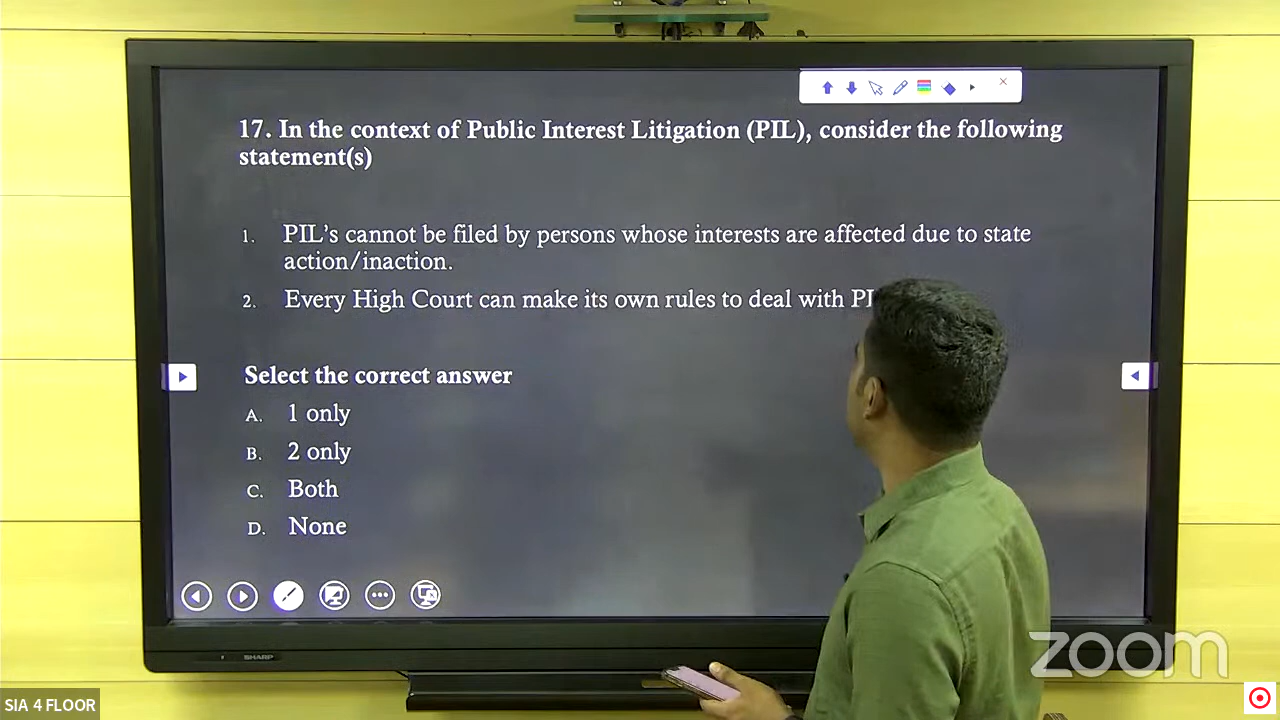 17. In the context of Public Interest Litigation (PIL), consider the following
statement(s)
1. PIL's cannot be filed by persons whose interests are affected due to state
action/inaction.
2. Every High Court can make its own rules to deal with
Select the correct answer
A. 1 only
B. 2 only
C. Both
D. None
SHARP
zoom
SIA 4 FLOOR